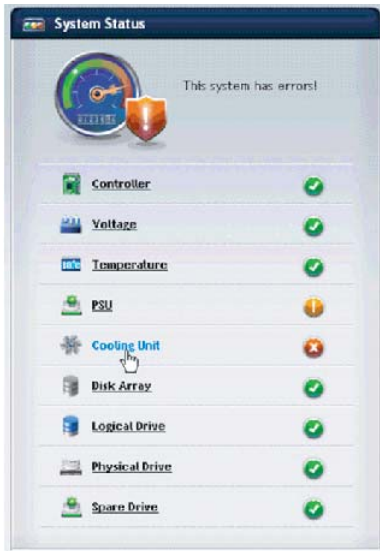 System Status
This system has errors!
Controller
Voltage
Temperature
PSU
Cooling Unit
Disk Array
Logical Drive
Physical Drive
Spare Drive